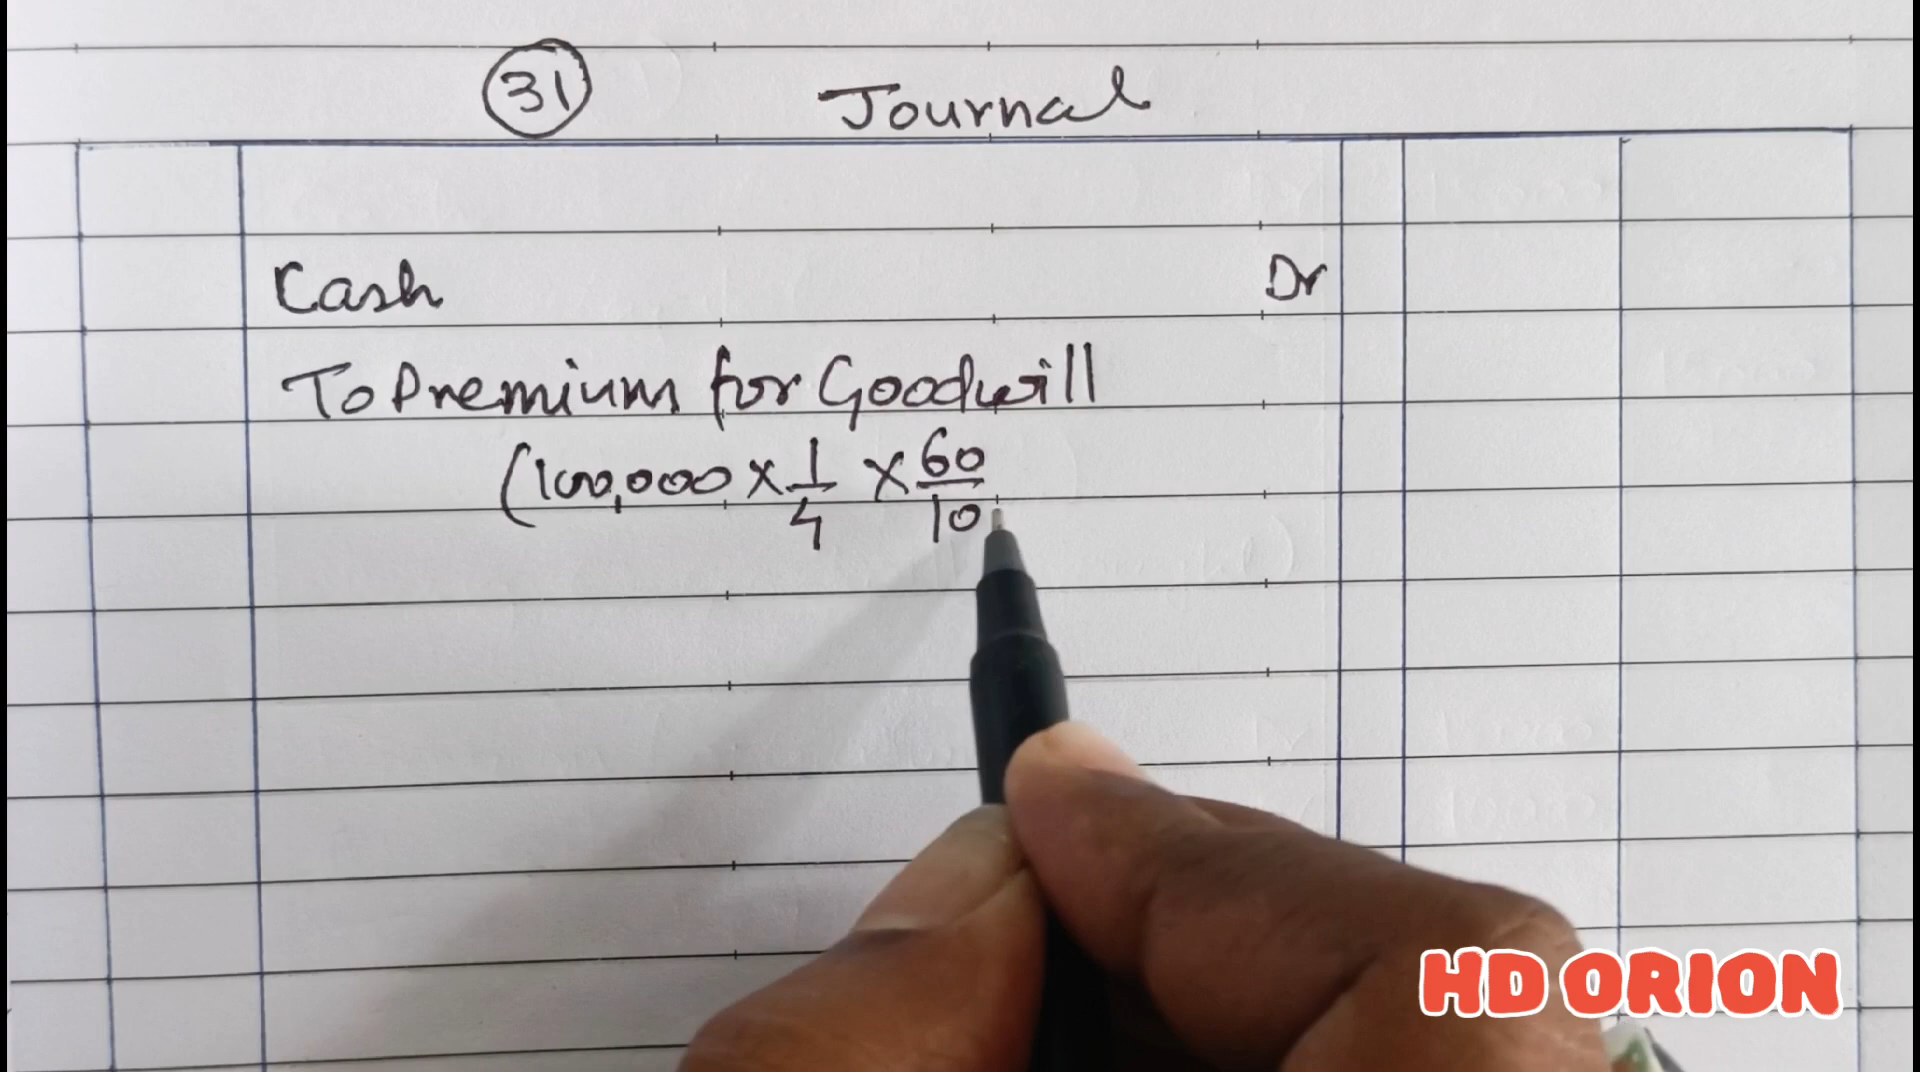 31 Journal
Cash Dr
To Premium for Goodwill
(100,000 × 1/4 × 60/10
HD ORION